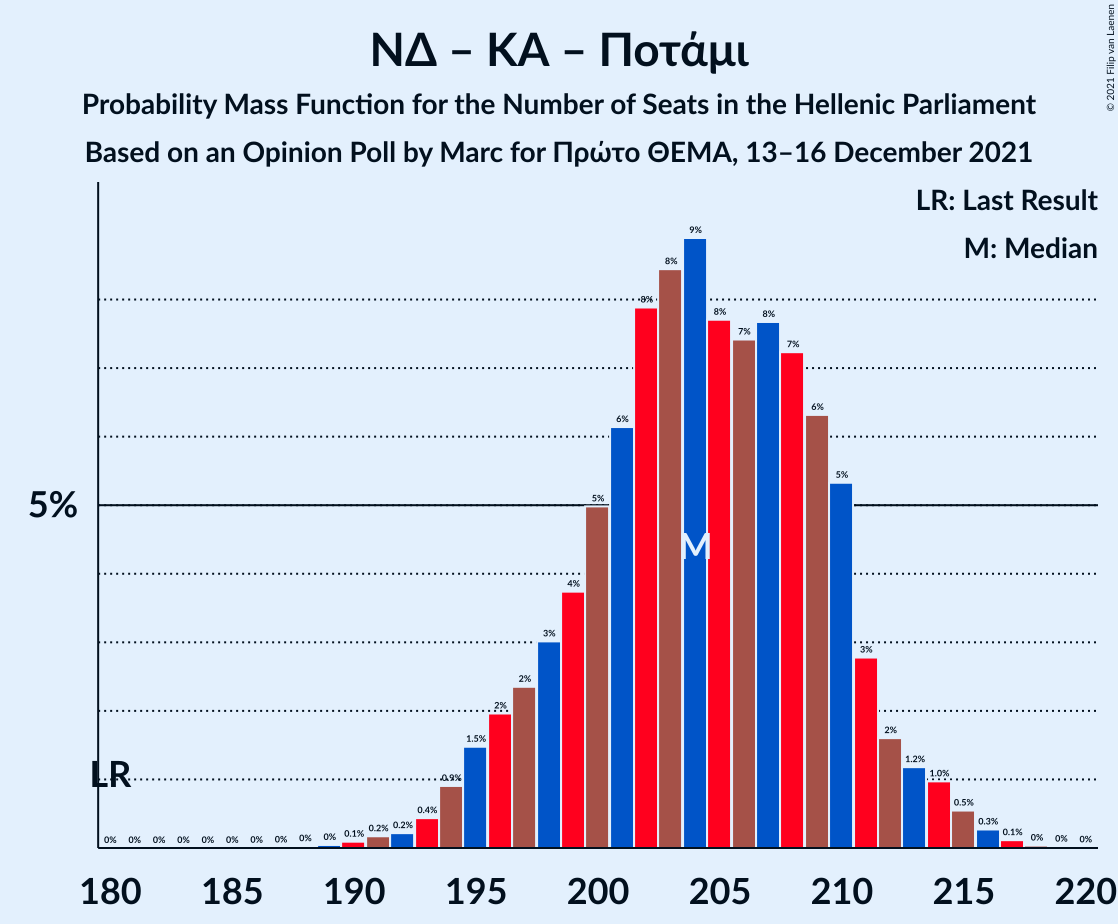 ΝΔ – ΚΑ – Ποτάμι
Probability Mass Function for the Number of Seats in the Hellenic Parliament
Based on an Opinion Poll by Marc for Πρώτο ΘΕΜΑ, 13–16 December 2021
© 2021 Filip van Laenen
LR: Last Result
M: Median
5%
LR
M
0% 0% 0% 0% 0% 0% 0% 0% 0% 0% 0.1% 0.2% 0.2% 0.4% 0.9% 1.5% 2% 2% 3% 4% 5% 6% 8% 8% 9% 8% 7% 8% 7% 6% 5% 3% 2% 1.2% 1.0% 0.5% 0.3% 0.1% 0% 0% 0%
180 185 190 195 200 205 210 215 220